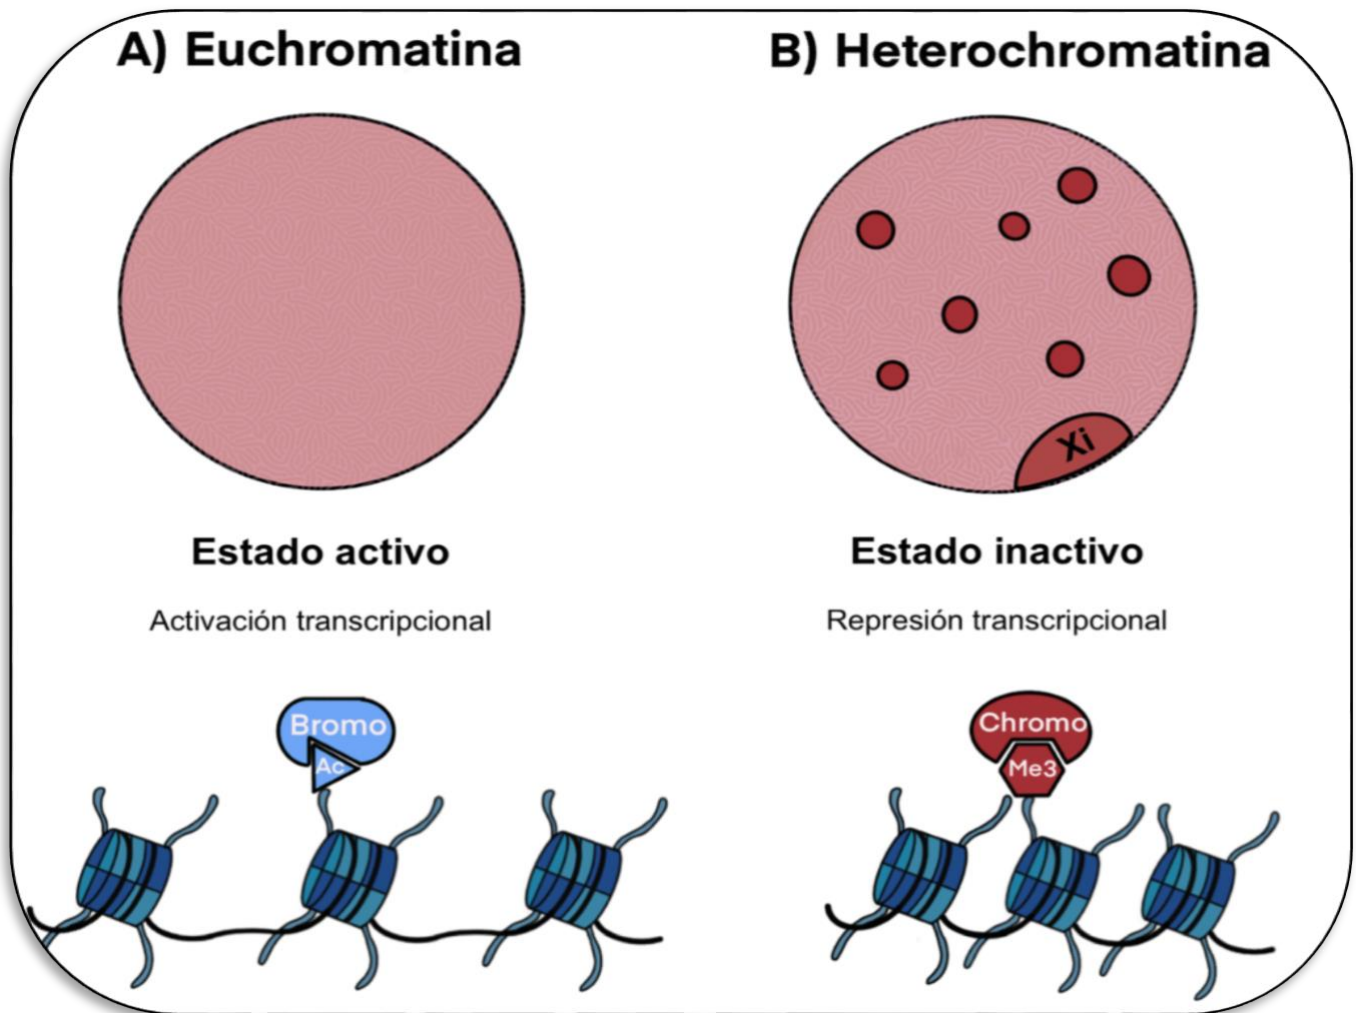 A) Euchromatina
B) Heterochromatina
Xi
Estado activo
Estado inactivo
Activación transcripcional
Represión transcripcional
Bromo
Ac
Chromo
Me3